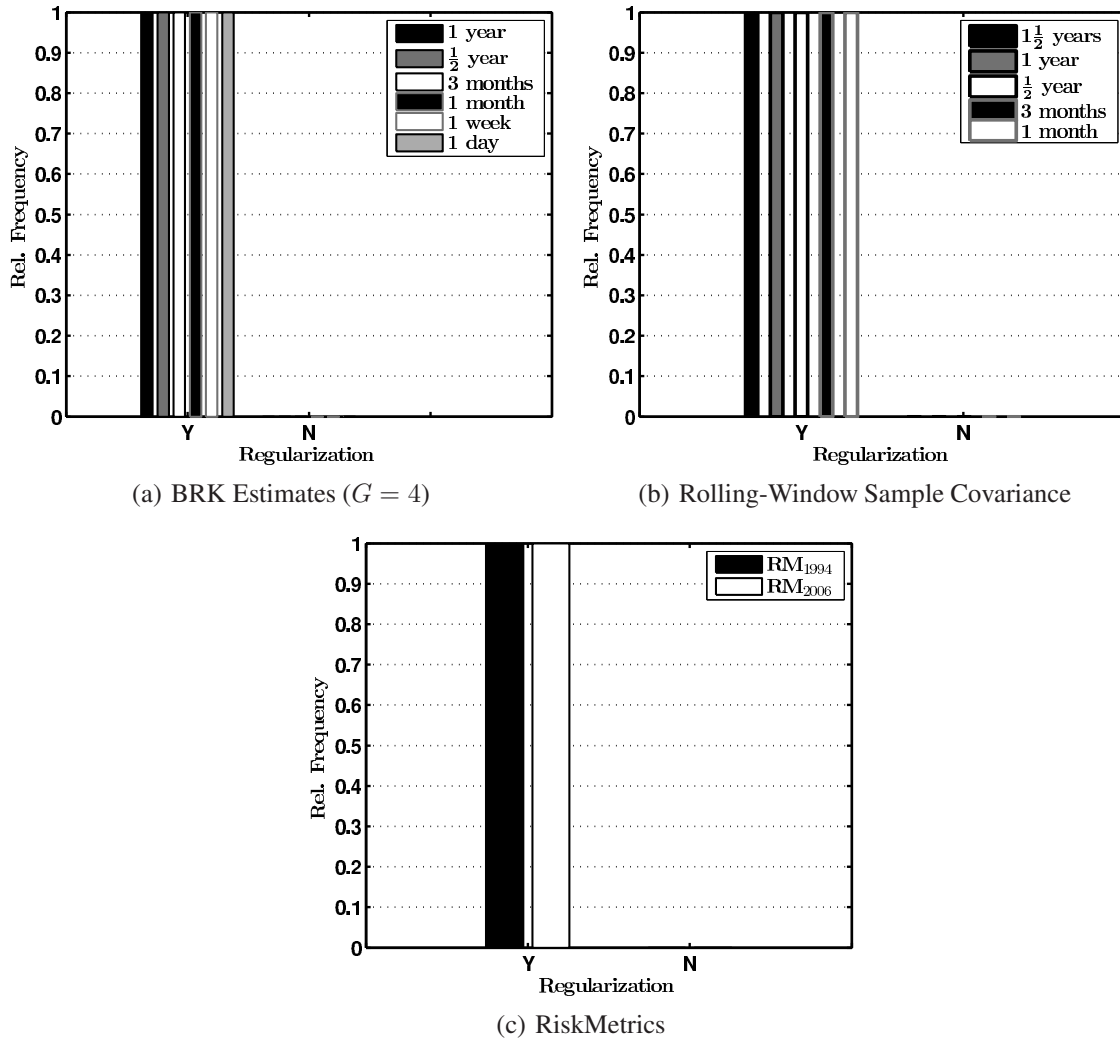 1
0.9
0.8
0.7
0.6
0.5
0.4
0.3
0.2
0.1
0
Rel. Frequency
1 year
½ year
3 months
1 month
1 week
1 day
Y
N
Regularization
(a) BRK Estimates (G = 4)
1
0.9
0.8
0.7
0.6
0.5
0.4
0.3
0.2
0.1
0
Rel. Frequency
1½ years
1 year
½ year
3 months
1 month
Y
N
Regularization
(b) Rolling-Window Sample Covariance
1
0.9
0.8
0.7
0.6
0.5
0.4
0.3
0.2
0.1
0
Rel. Frequency
RM₁₉₉₄
RM₂₀₀₆
Y
N
Regularization
(c) RiskMetrics